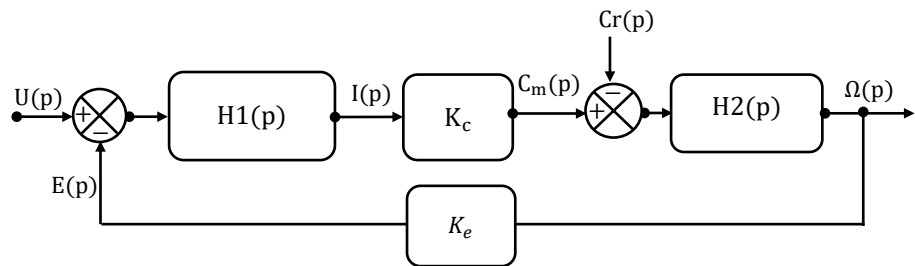 Cr(p)
U(p)
+
−
H1(p)
I(p)
K_c
C_m(p)
−
+
H2(p)
Ω(p)
E(p)
K_e